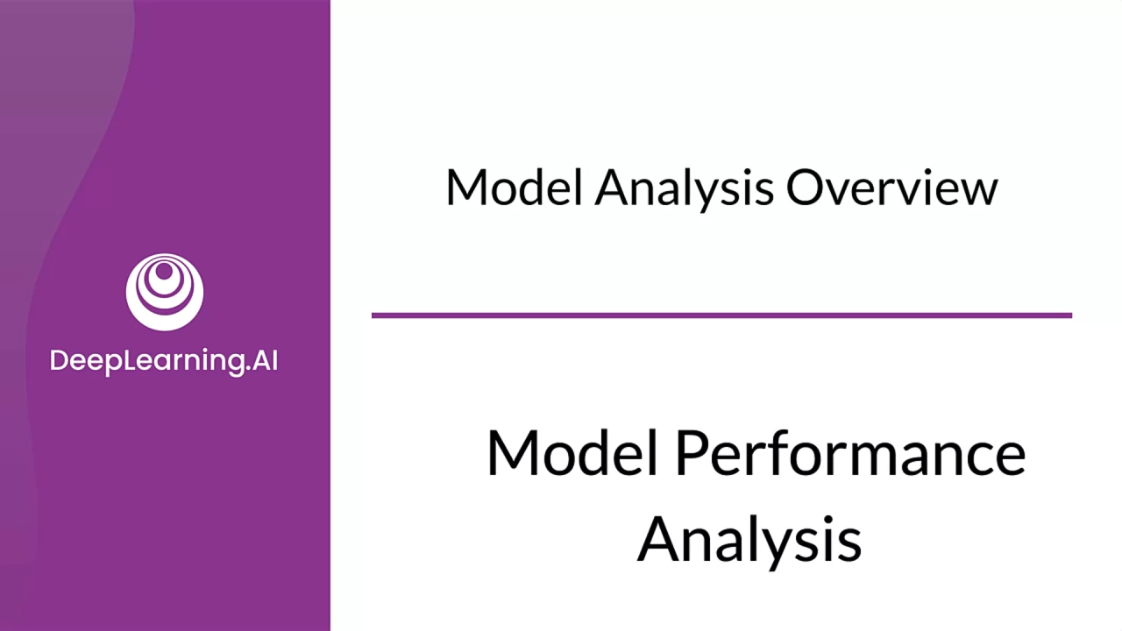 Model Analysis Overview
DeepLearning.AI
Model Performance
Analysis